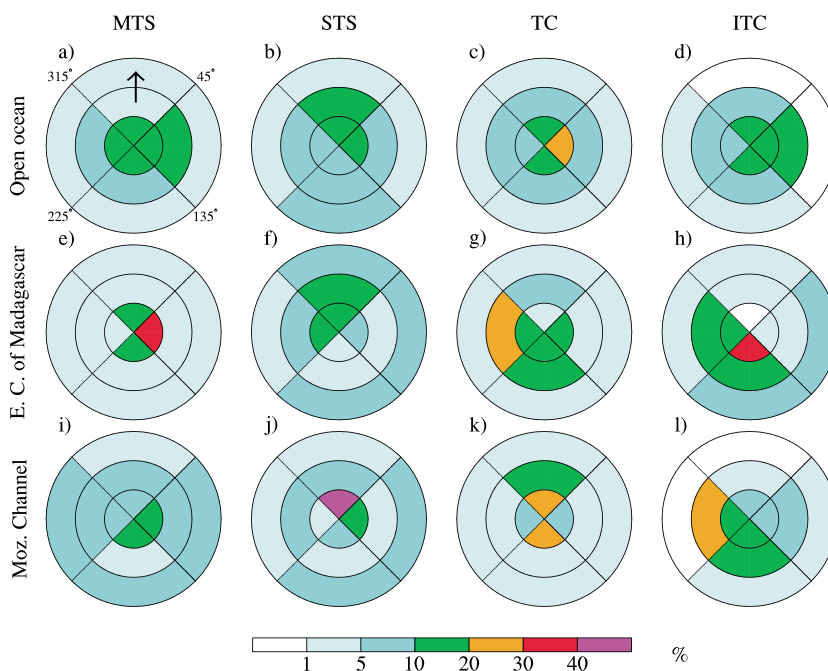 MTS STS TC ITC
a) b) c) d)
315° 45°
Open ocean
225° 135°
e) f) g) h)
E. C. of Madagascar
i) j) k) l)
Moz. Channel
1 5 10 20 30 40 %